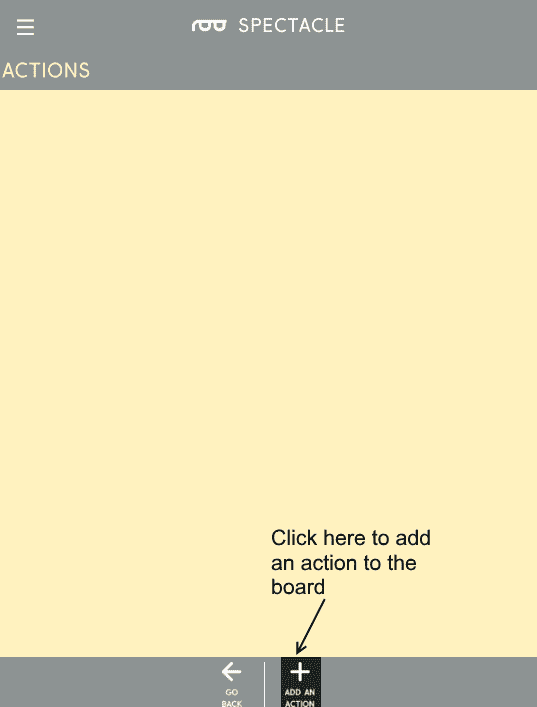 SPECTACLE
ACTIONS
Click here to add
an action to the
board
GO
BACK
ADD AN
ACTION